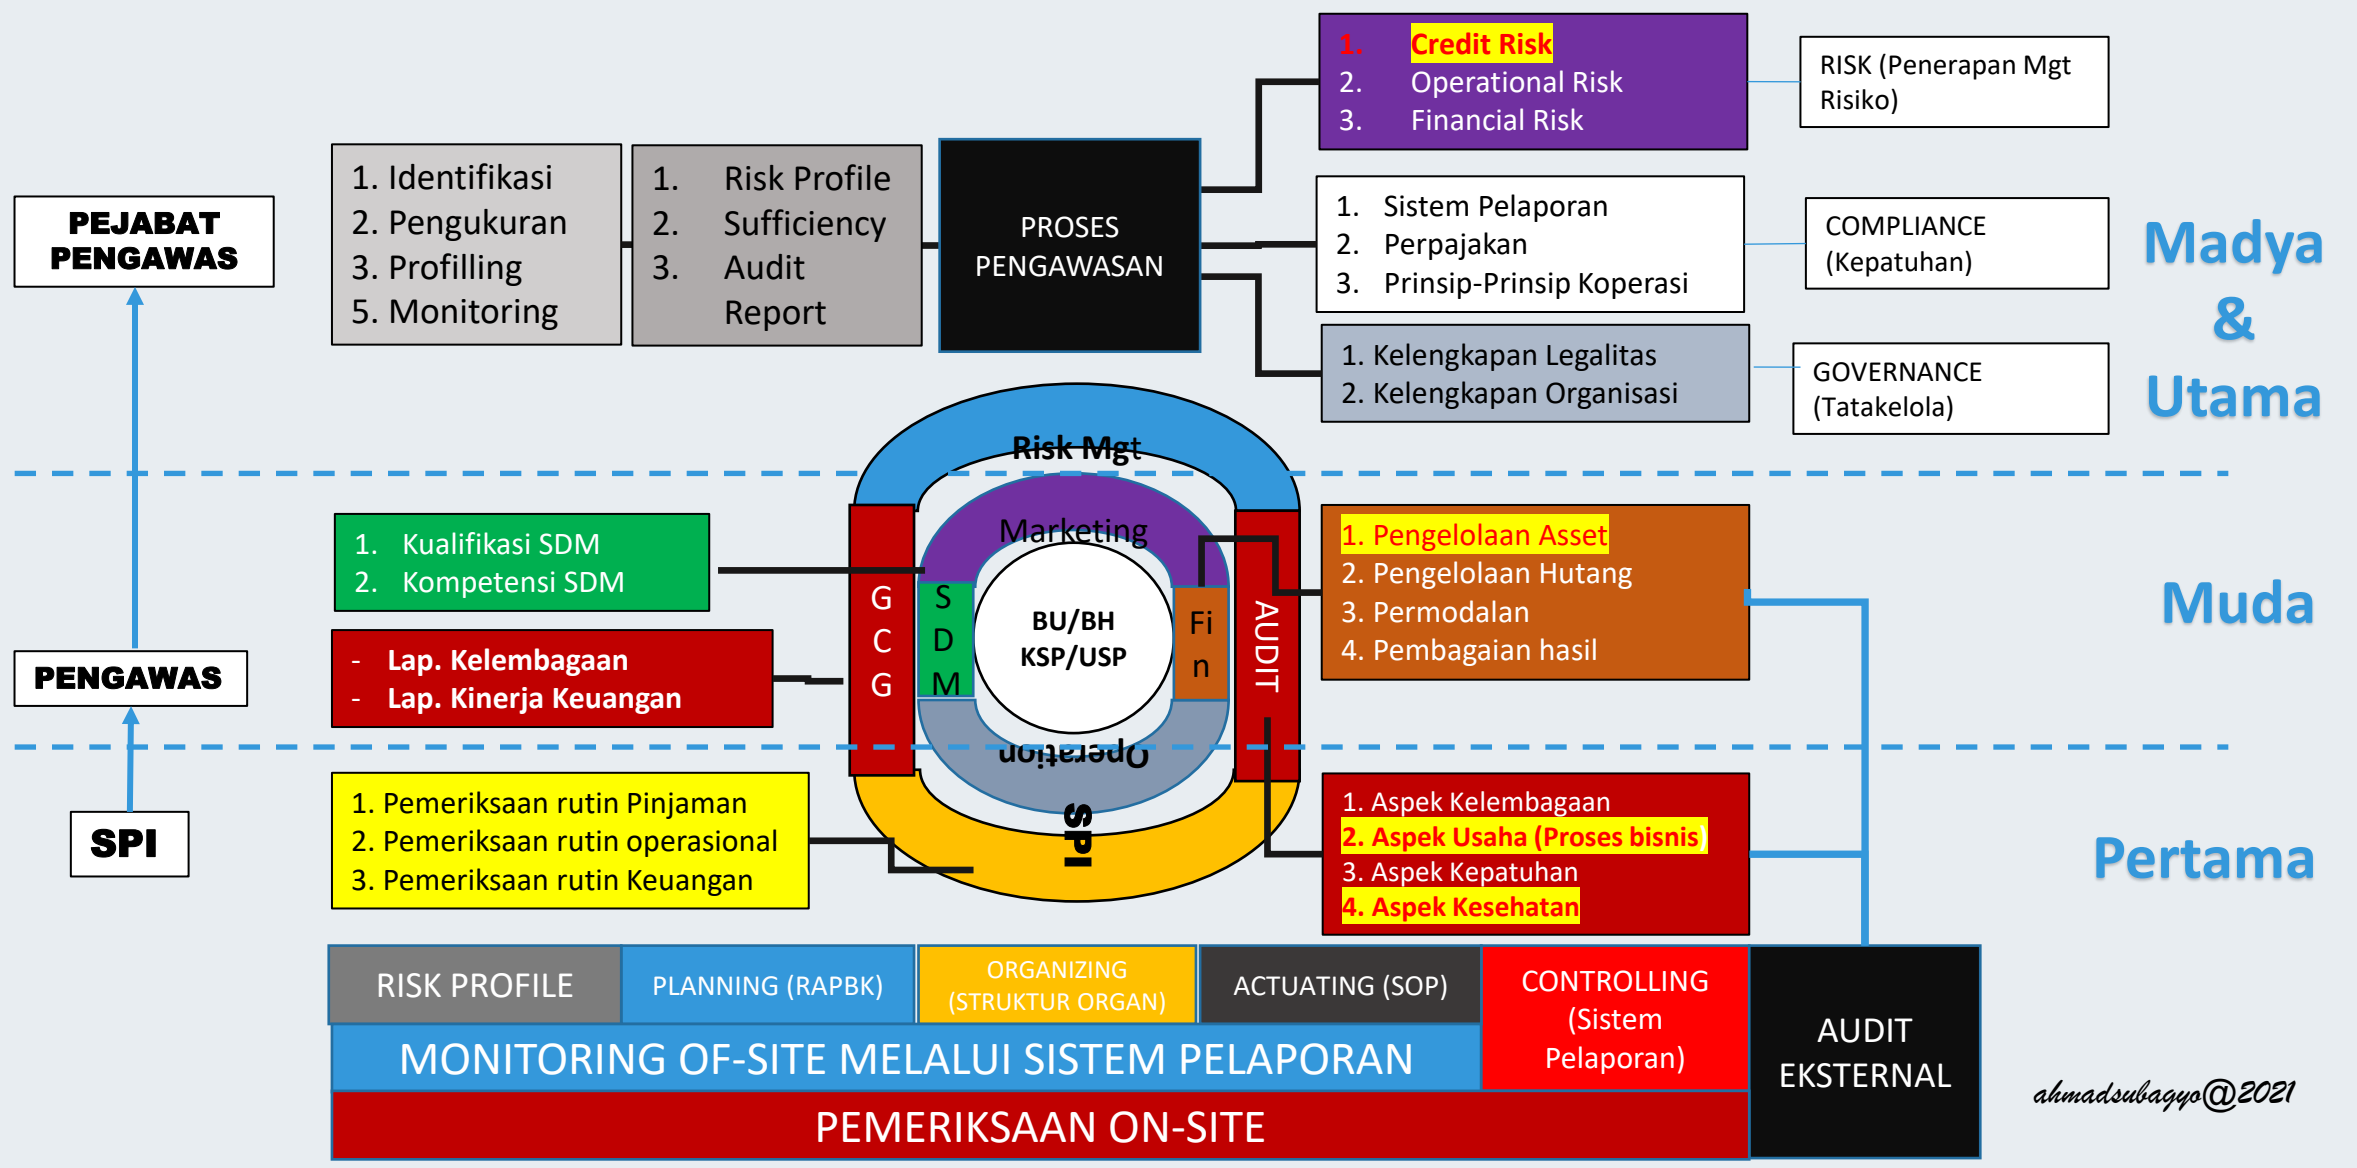 1. Credit Risk
2. Operational Risk
3. Financial Risk
RISK (Penerapan Mgt
Risiko)
PEJABAT
PENGAWAS
1. Identifikasi
2. Pengukuran
3. Profilling
5. Monitoring
1. Risk Profile
2. Sufficiency
3. Audit
Report
PROSES
PENGAWASAN
1. Sistem Pelaporan
2. Perpajakan
3. Prinsip-Prinsip Koperasi
COMPLIANCE
(Kepatuhan)
1. Kelengkapan Legalitas
2. Kelengkapan Organisasi
GOVERNANCE
(Tatakelola)
Madya
&
Utama
Risk Mgt
Marketing
GCG
SDM
BU/BH
KSP/USP
Fin
AUDIT
Operation
SPI
1. Kualifikasi SDM
2. Kompetensi SDM
1. Pengelolaan Asset
2. Pengelolaan Hutang
3. Permodalan
4. Pembagaian hasil
Muda
PENGAWAS
- Lap. Kelembagaan
- Lap. Kinerja Keuangan
SPI
1. Pemeriksaan rutin Pinjaman
2. Pemeriksaan rutin operasional
3. Pemeriksaan rutin Keuangan
1. Aspek Kelembagaan
2. Aspek Usaha (Proses bisnis)
3. Aspek Kepatuhan
4. Aspek Kesehatan
Pertama
RISK PROFILE
PLANNING (RAPBK)
ORGANIZING
(STRUKTUR ORGAN)
ACTUATING (SOP)
CONTROLLING
(Sistem
Pelaporan)
MONITORING OF-SITE MELALUI SISTEM PELAPORAN
PEMERIKSAAN ON-SITE
AUDIT
EKSTERNAL
ahmadsubagyo@2021